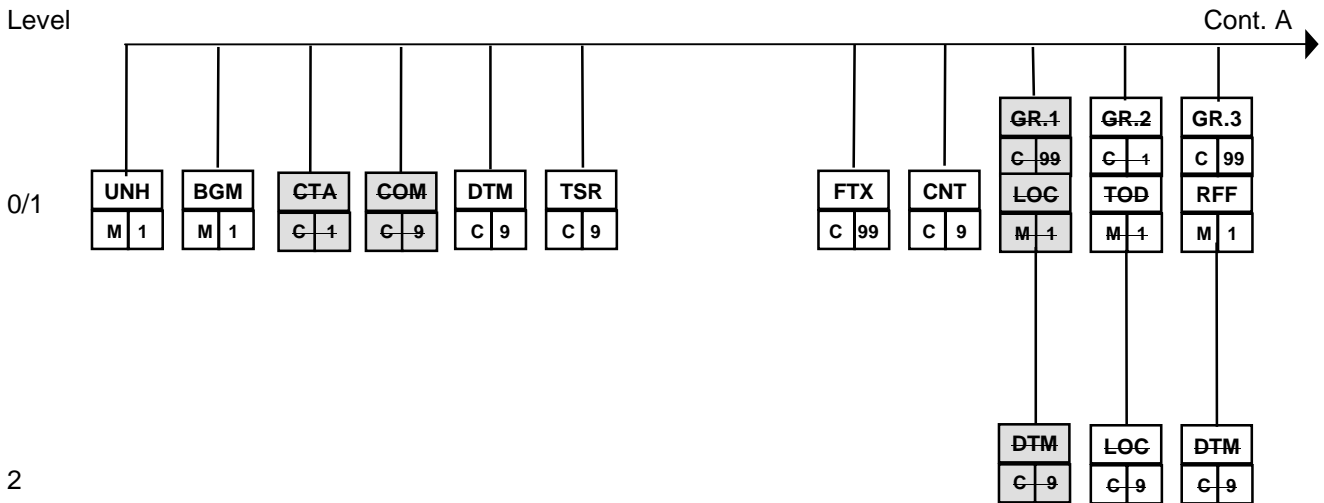 Level Cont. A
GR.1 GR.2 GR.3
C 99 C 1 C 99
UNH BGM CTA COM DTM TSR FTX CNT LOC TOD RFF
0/1
M 1 M 1 C 1 C 9 C 9 C 9 C 99 C 9 M 1 M 1 M 1
DTM LOC DTM
2
C 9 C 9 C 9